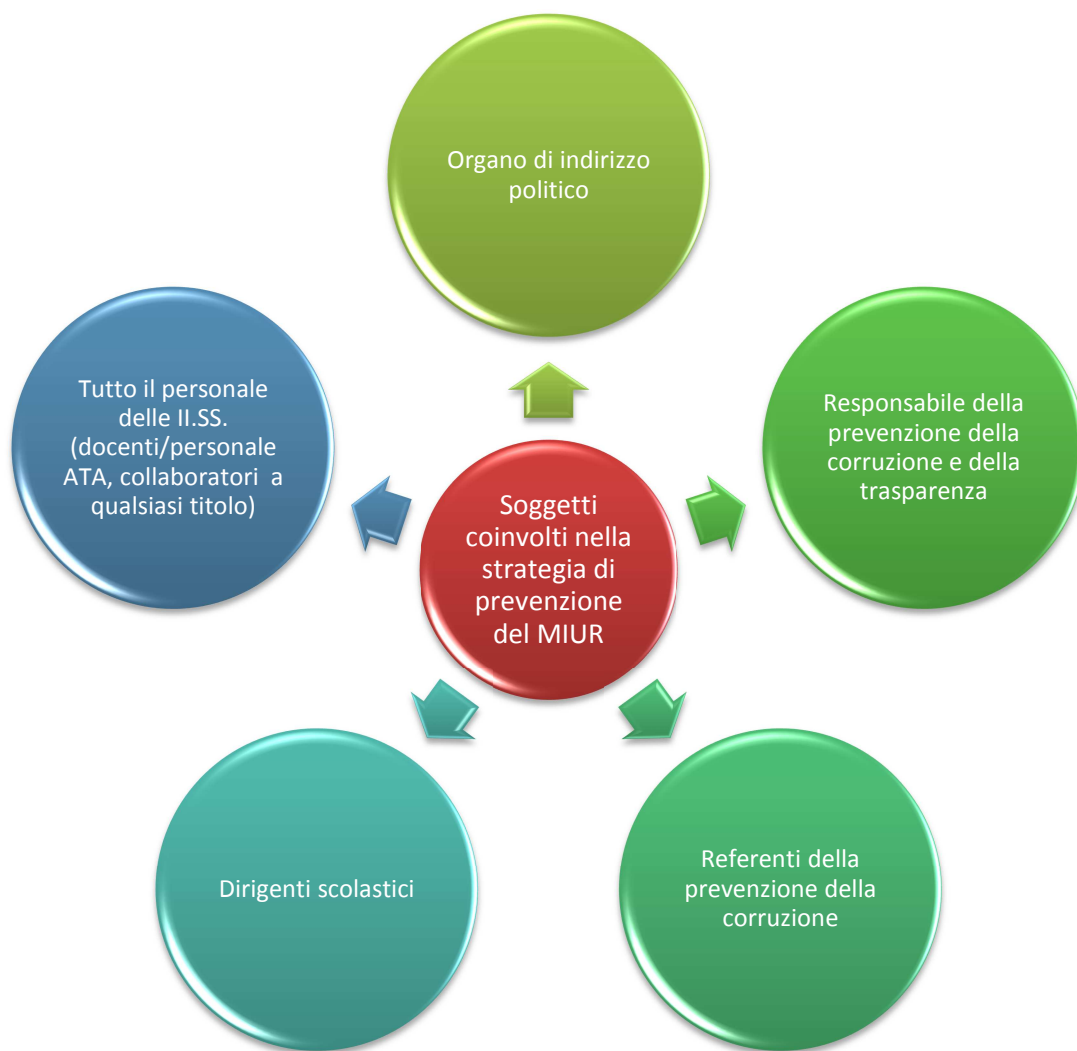 Organo di indirizzo
politico
Tutto il personale
delle II.SS.
(docenti/personale
ATA, collaboratori a
qualsiasi titolo)
Responsabile della
prevenzione della
corruzione e della
trasparenza
Soggetti
coinvolti nella
strategia di
prevenzione
del MIUR
Dirigenti scolastici
Referenti della
prevenzione della
corruzione